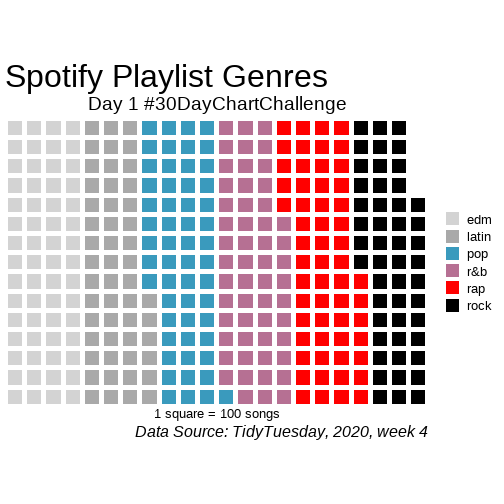 Spotify Playlist Genres
Day 1 #30DayChartChallenge
edm
latin
pop
r&b
rap
rock
1 square = 100 songs
Data Source: TidyTuesday, 2020, week 4